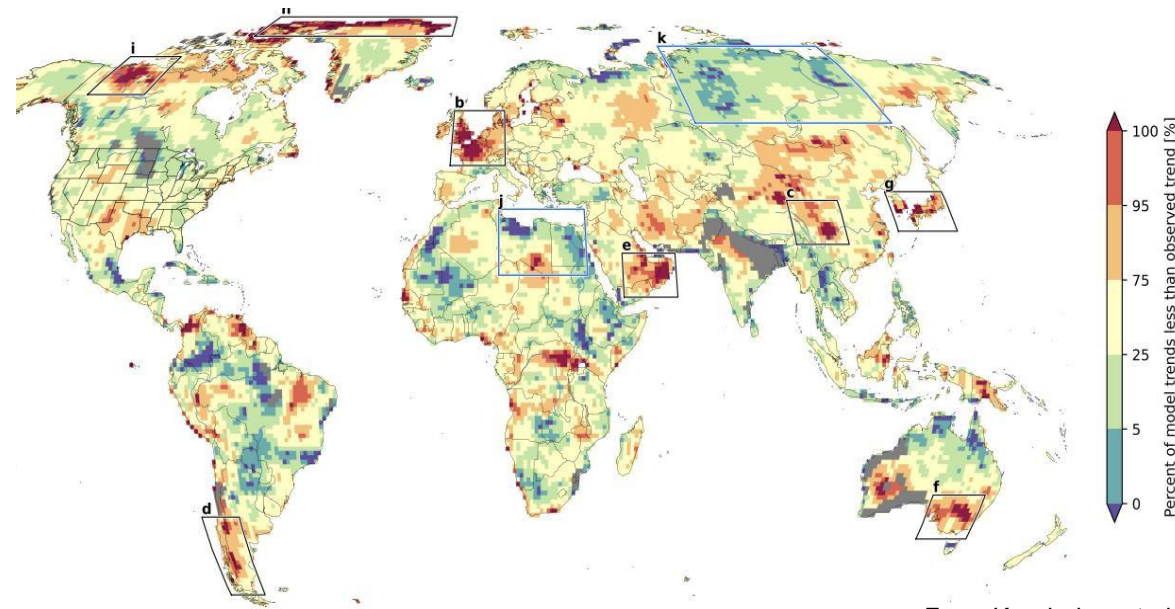 i
k
b
100
95
75
25
5
0
Percent of model trends less than observed trend [%]
c
g
j
e
f
d